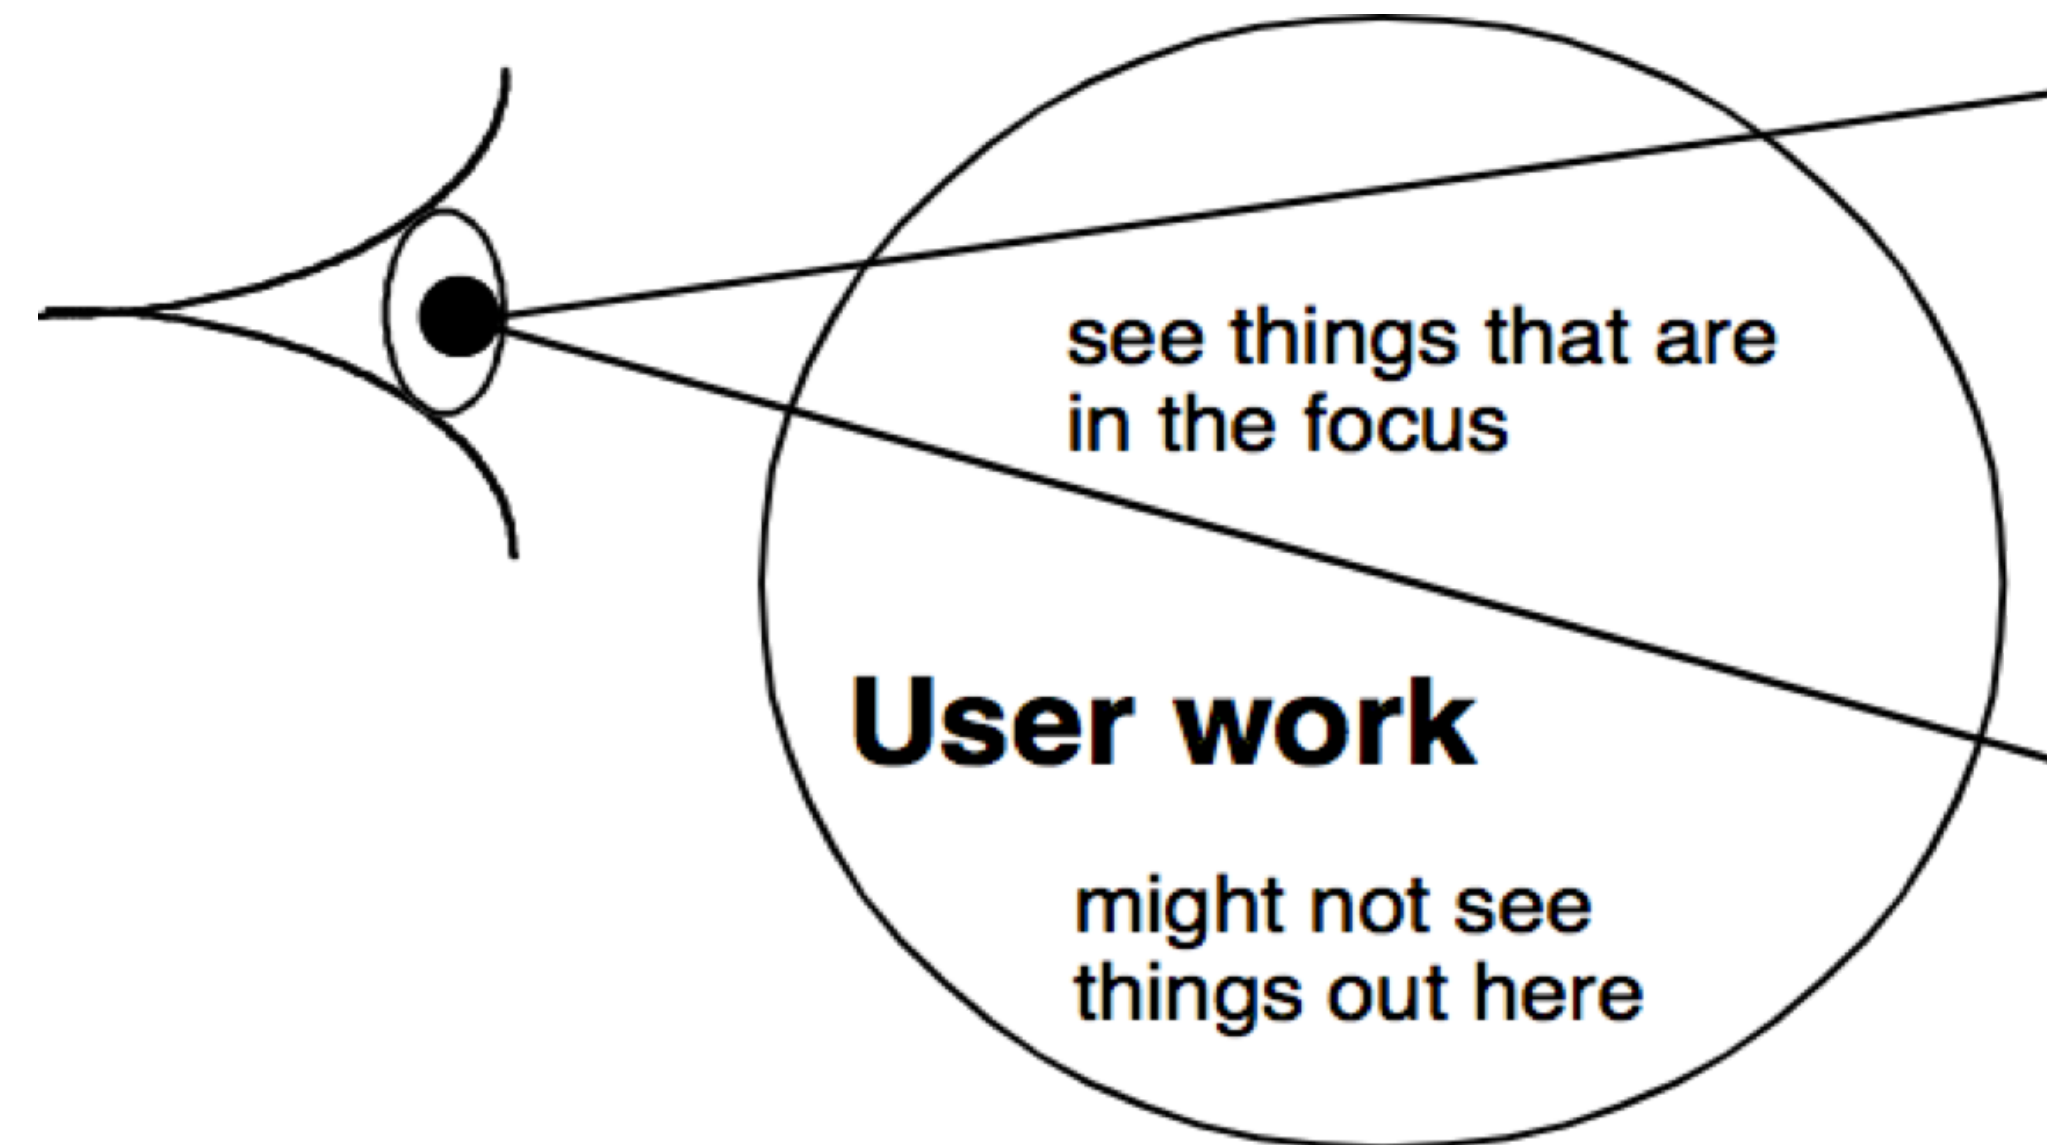 see things that are
in the focus
User work
might not see
things out here